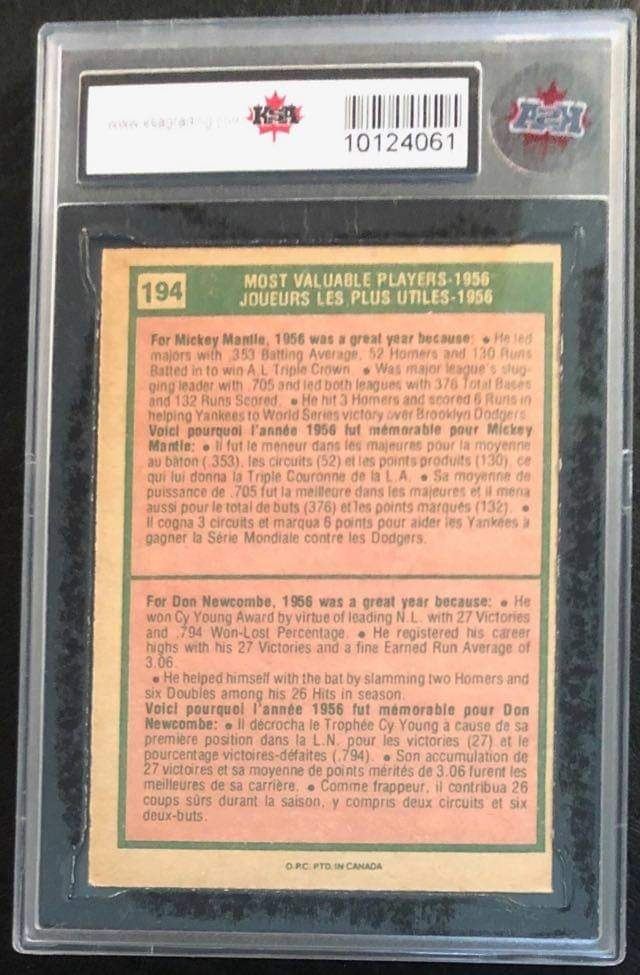 KSA
10124061
KSA
194
MOST VALUABLE PLAYERS-1956
JOUEURS LES PLUS UTILES-1956
For Mickey Mantle, 1956 was a great year because: • He led
majors with .353 Batting Average, 52 Homers and 130 Runs
Batted in to win A.L Triple Crown. • Was major league's slug-
ging leader with .705 and led both leagues with 376 Total Bases
and 132 Runs Scored. • He hit 3 Homers and scored 6 Runs in
helping Yankees to World Series victory over Brooklyn Dodgers.
Voici pourquoi l'année 1956 fut mémorable pour Mickey
Mantle: • Il fut le meneur dans les majeures pour la moyenne
au bâton (.353), les circuits (52) et les points produits (130), ce
qui lui donna la Triple Couronne de la L.A. • Sa moyenne de
puissance de .705 fut la meilleure dans les majeures et il mena
aussi pour le total de buts (376) et les points marqués (132). •
Il cogna 3 circuits et marqua 6 points pour aider les Yankees à
gagner la Série Mondiale contre les Dodgers.
For Don Newcombe, 1956 was a great year because: • He
won Cy Young Award by virtue of leading N.L. with 27 Victories
and .794 Won-Lost Percentage. • He registered his career
highs with his 27 Victories and a fine Earned Run Average of
3.06.
• He helped himself with the bat by slamming two Homers and
six Doubles among his 26 Hits in season.
Voici pourquoi l'année 1956 fut mémorable pour Don
Newcombe: • Il décrocha le Trophée Cy Young à cause de sa
première position dans la L.N. pour les victories (27) et le
pourcentage victoires-défaites (.794). • Son accumulation de
27 victoires et sa moyenne de points mérités de 3.06 furent les
meilleures de sa carrière. • Comme frappeur, il contribua 26
coups sûrs durant la saison, y compris deux circuits et six
deux-buts.
O.P.C. PTD. IN CANADA